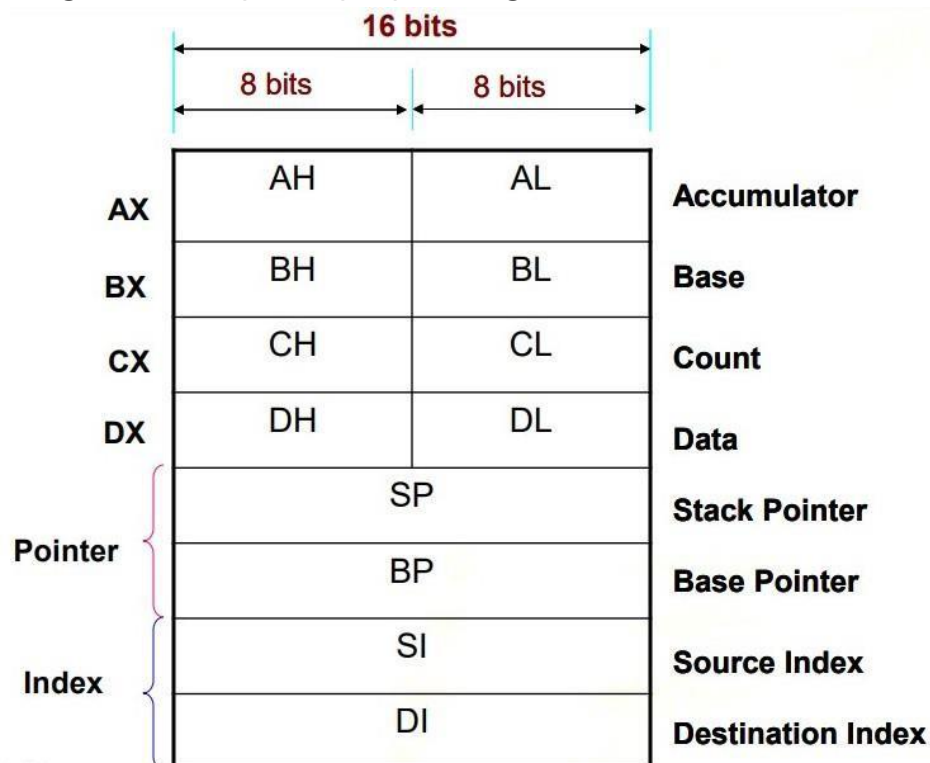 16 bits
8 bits 8 bits
AX AH AL Accumulator
BX BH BL Base
CX CH CL Count
DX DH DL Data
SP Stack Pointer
Pointer
BP Base Pointer
SI Source Index
Index
DI Destination Index